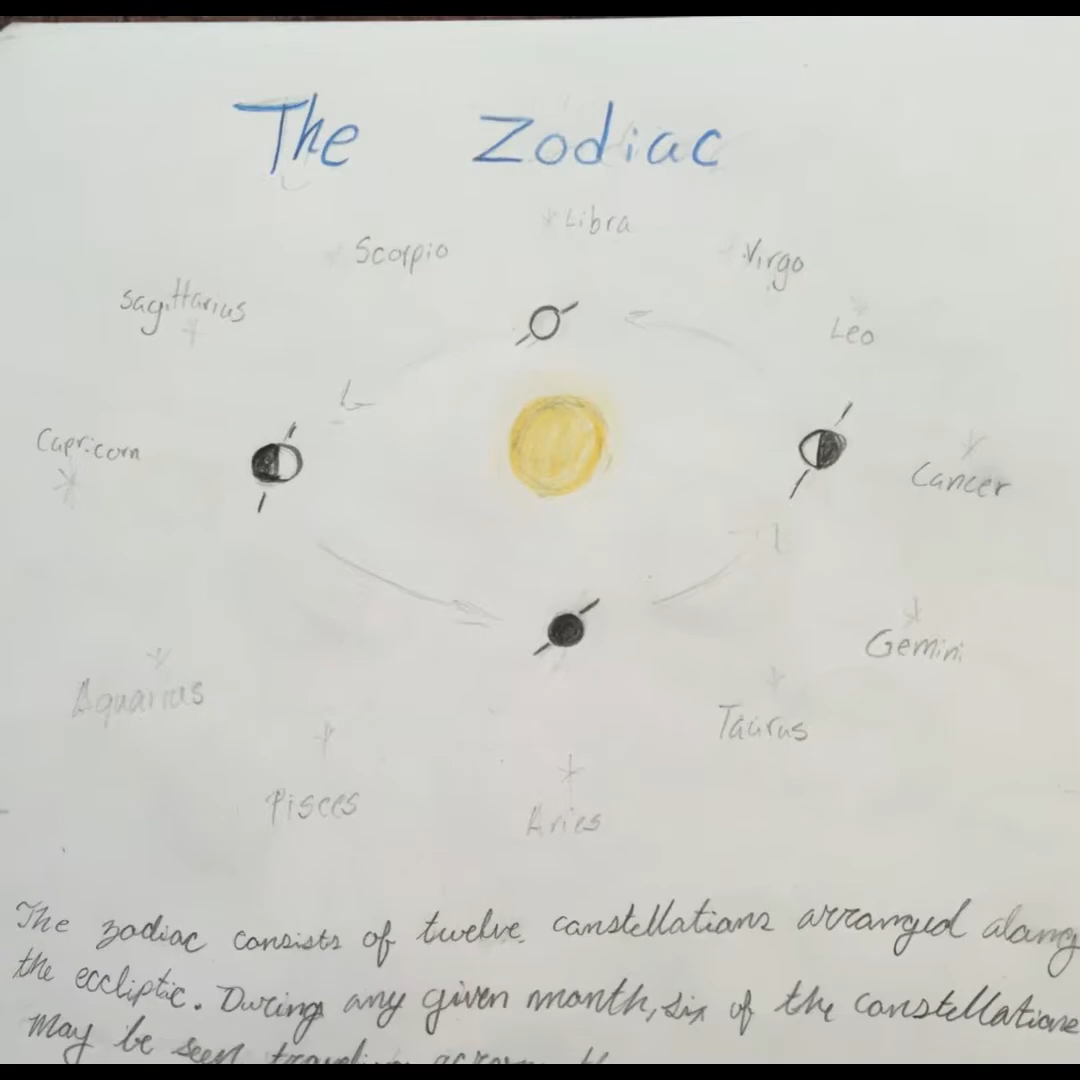 The Zodiac
Libra
Scorpio
Virgo
Sagittarius
Leo
Capricorn
Cancer
Gemini
Aquarius
Taurus
Pisces
Aries
The zodiac consists of twelve constellations arranged along
the eccliptic. During any given month, six of the constellations
may be seen